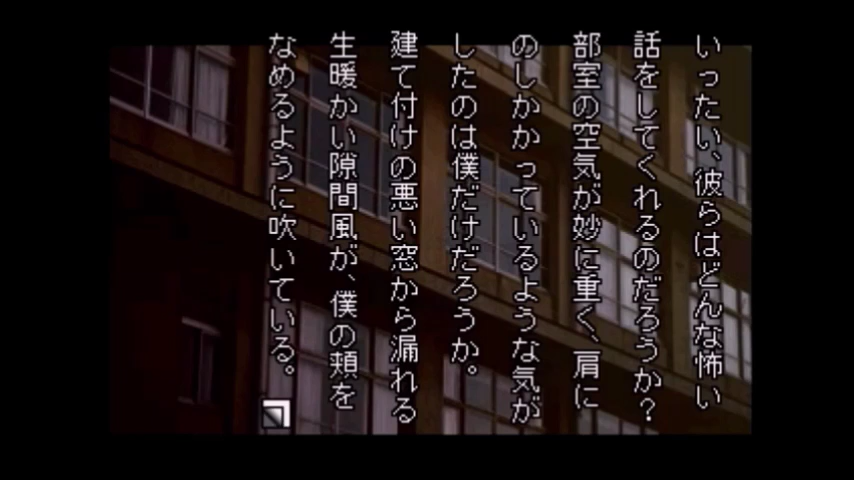 いったい、彼らはどんな怖い
話をしてくれるのだろうか？
部室の空気が妙に重く、肩に
のしかかっているような気が
したのは僕だけだろうか。
建て付けの悪い窓から漏れる
生暖かい隙間風が、僕の頬を
なめるように吹いている。